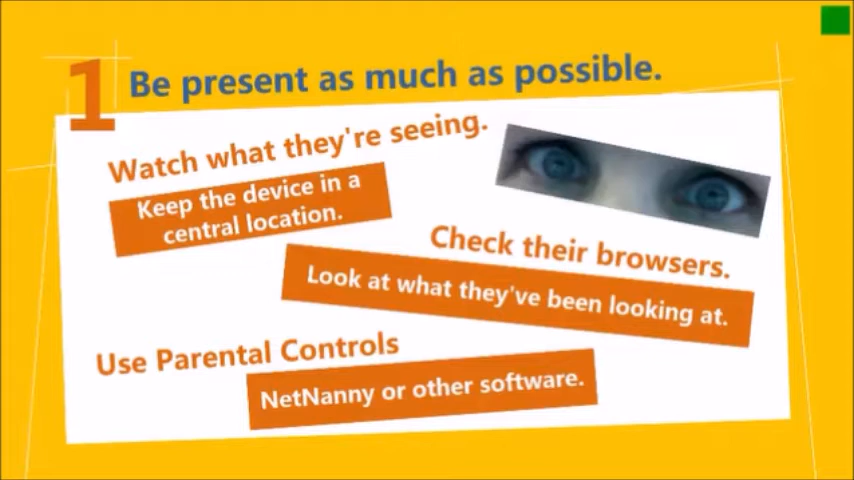 1
Be present as much as possible.
Watch what they're seeing.
Keep the device in a
central location.
Check their browsers.
Look at what they've been looking at.
Use Parental Controls
NetNanny or other software.